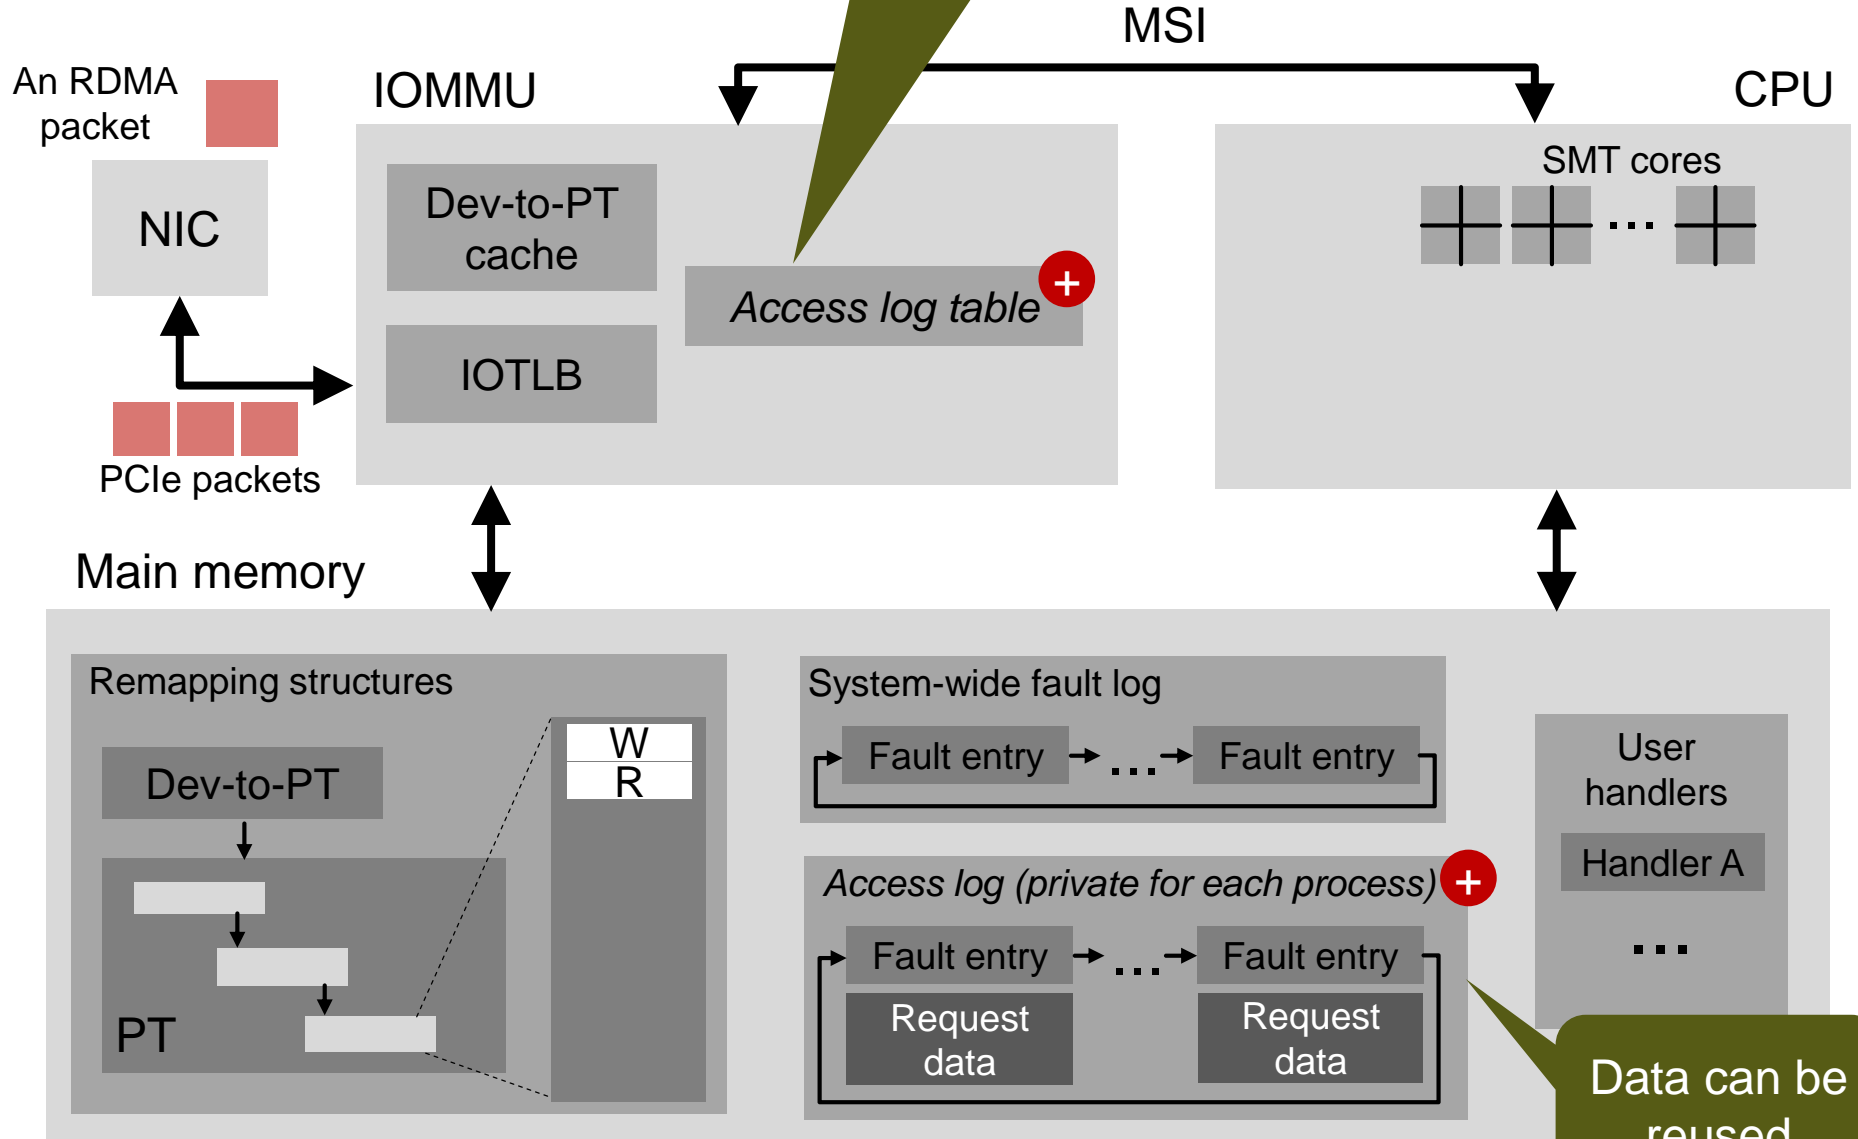 MSI
An RDMA
packet
IOMMU
CPU
SMT cores
...
NIC
Dev-to-PT
cache
Access log table
+
IOTLB
PCIe packets
Main memory
Remapping structures
W
R
Dev-to-PT
PT
System-wide fault log
Fault entry
...
Fault entry
Access log (private for each process)
+
Fault entry
...
Fault entry
Request
data
Request
data
User
handlers
Handler A
...
Data can be
reused